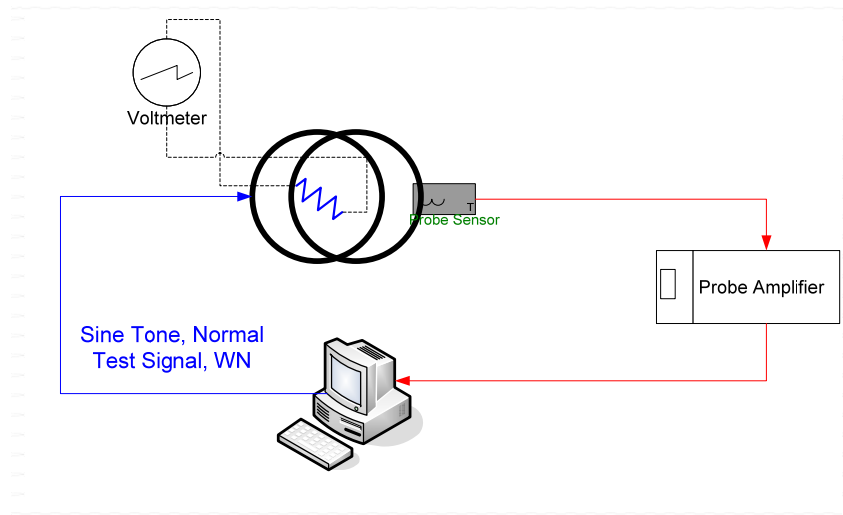 Voltmeter
T
Probe Sensor
Probe Amplifier
Sine Tone, Normal
Test Signal, WN